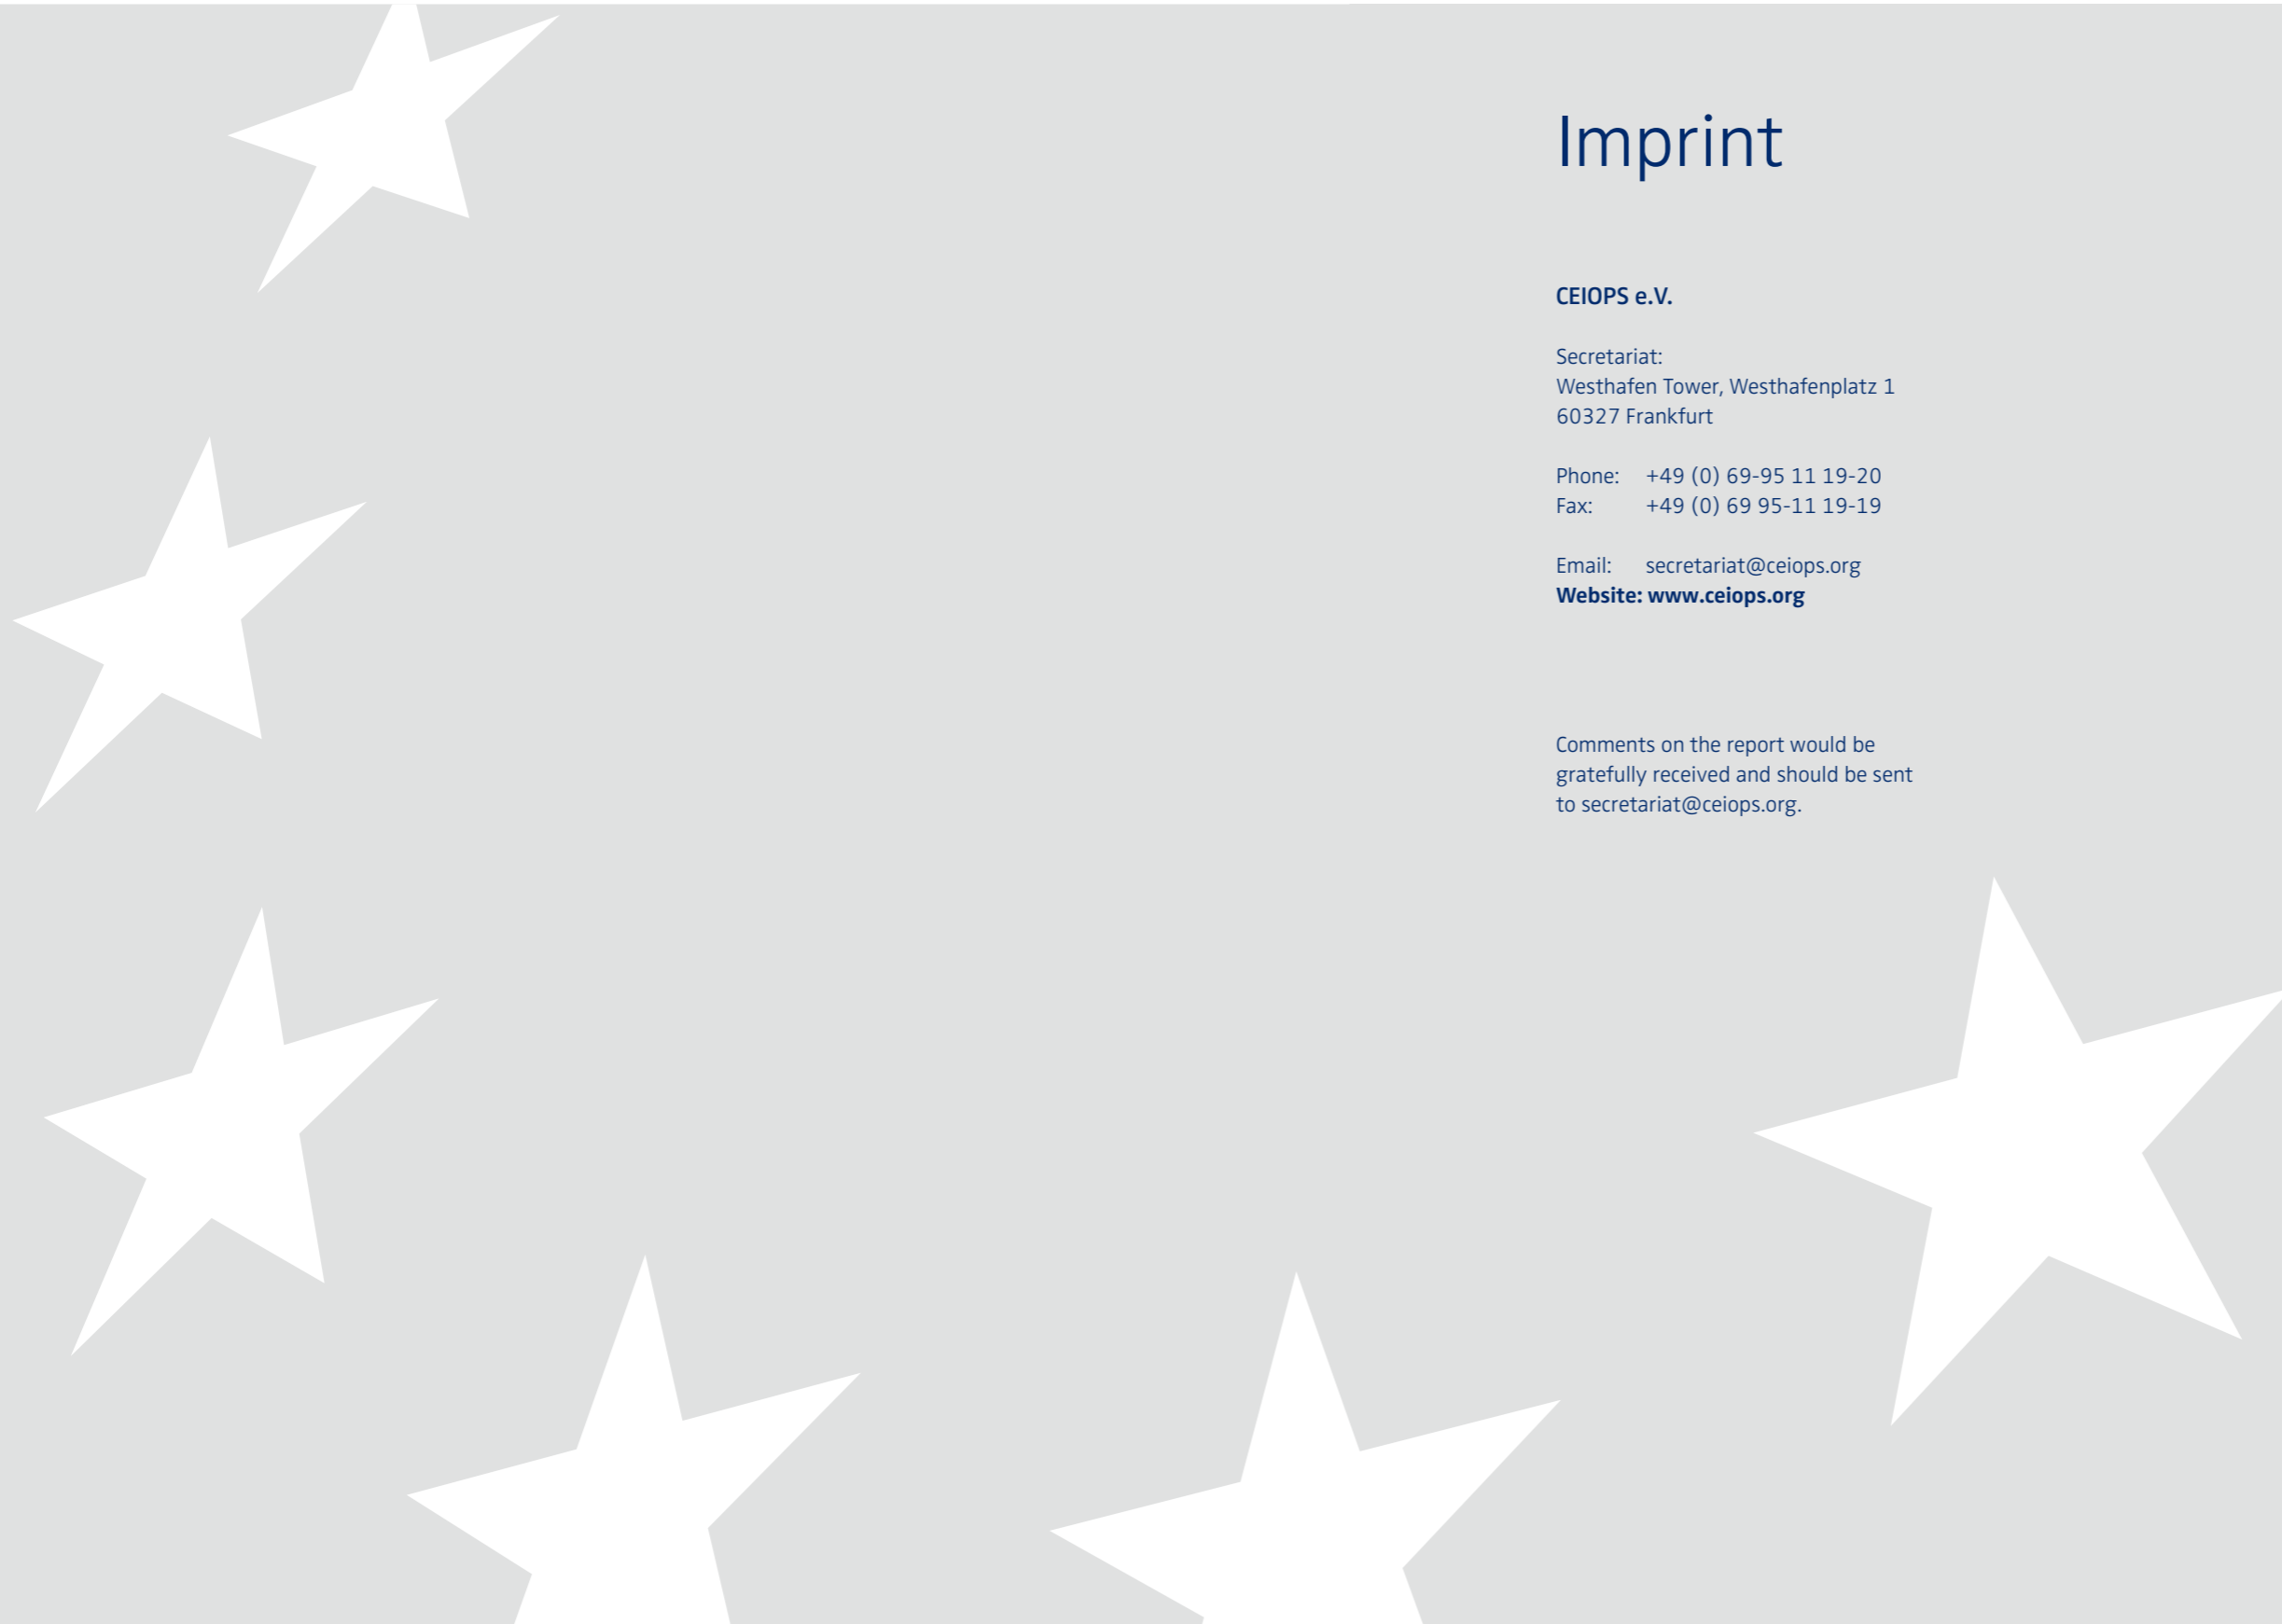 Imprint
CEIOPS e.V.
Secretariat:
Westhafen Tower, Westhafenplatz 1
60327 Frankfurt
Phone: +49 (0) 69-95 11 19-20
Fax: +49 (0) 69 95-11 19-19
Email: secretariat@ceiops.org
Website: www.ceiops.org
Comments on the report would be
gratefully received and should be sent
to secretariat@ceiops.org.